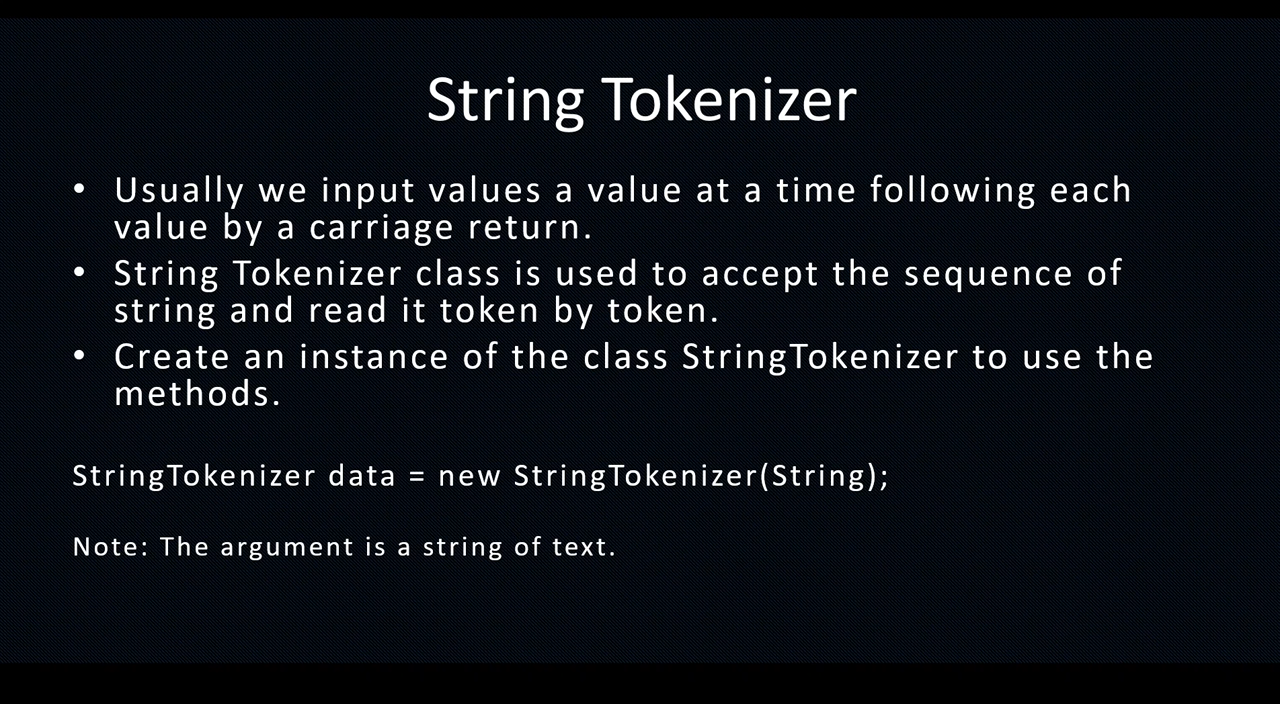 String Tokenizer
• Usually we input values a value at a time following each
value by a carriage return.
• String Tokenizer class is used to accept the sequence of
string and read it token by token.
• Create an instance of the class StringTokenizer to use the
methods.
StringTokenizer data = new StringTokenizer(String);
Note: The argument is a string of text.